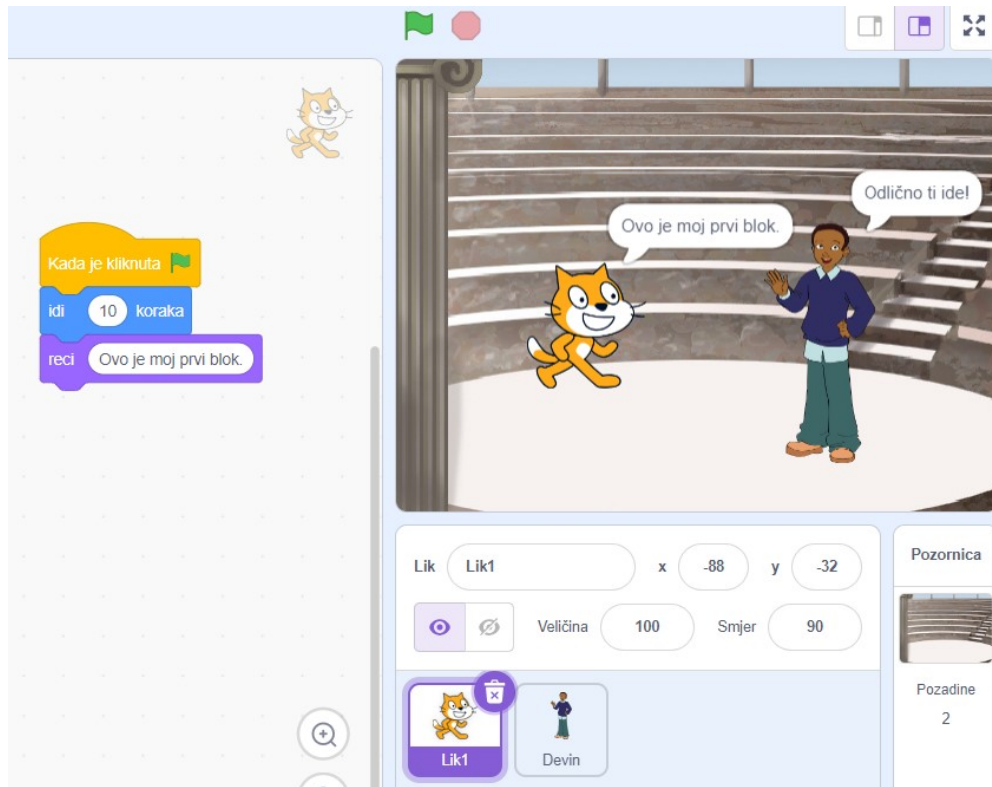 Kada je kliknuta
idi 10 koraka
reci Ovo je moj prvi blok.
Odlično ti ide!
Ovo je moj prvi blok.
Lik Lik1 x -88 y -32
Veličina 100 Smjer 90
Lik1
Devin
Pozornica
Pozadine
2